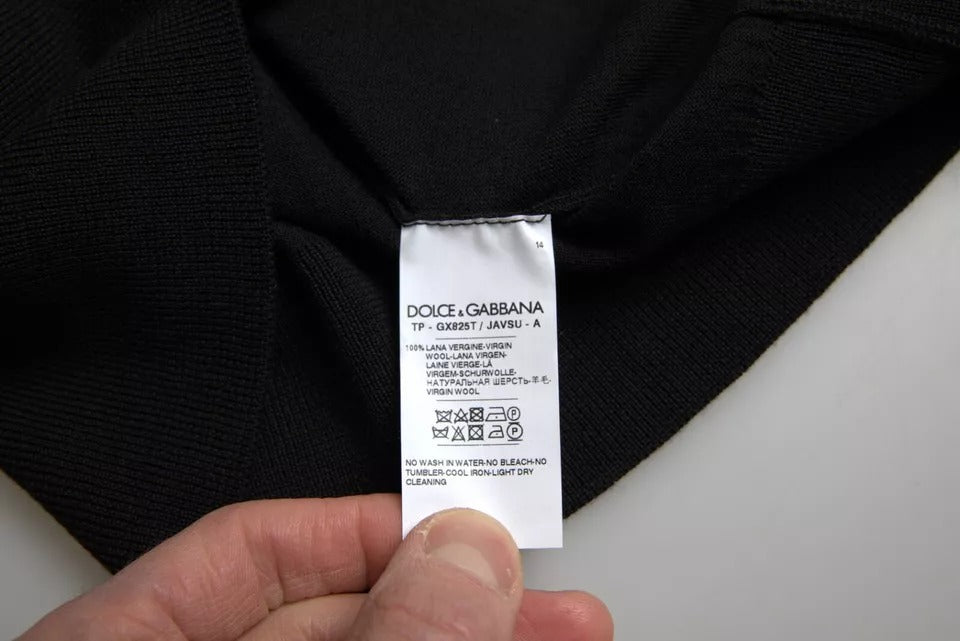 14
DOLCE & GABBANA
TP - GX825T / JAVSU - A
100% LANA VERGINE-VIRGIN
WOOL-LANA VIRGEN-
LAINE VIERGE-LÀ
VIRGEM-SCHURWOLLE-
НАТУРАЛЬНАЯ ШЕРСТЬ-羊毛-
VIRGIN WOOL
P
P
NO WASH IN WATER-NO BLEACH-NO
TUMBLER-COOL IRON-LIGHT DRY
CLEANING